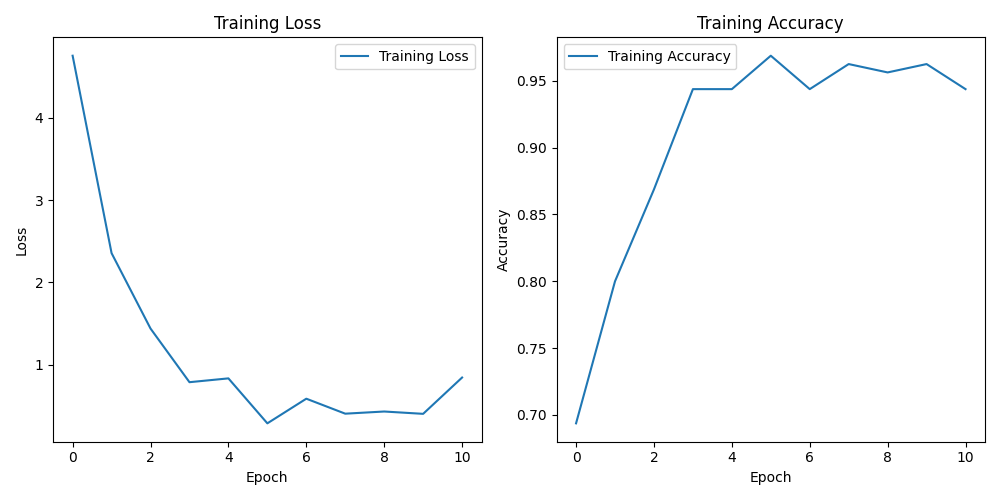 Training Loss
Training Loss
4
3
2
1
Loss
0 2 4 6 8 10
Epoch
Training Accuracy
Training Accuracy
0.95
0.90
0.85
0.80
0.75
0.70
Accuracy
0 2 4 6 8 10
Epoch